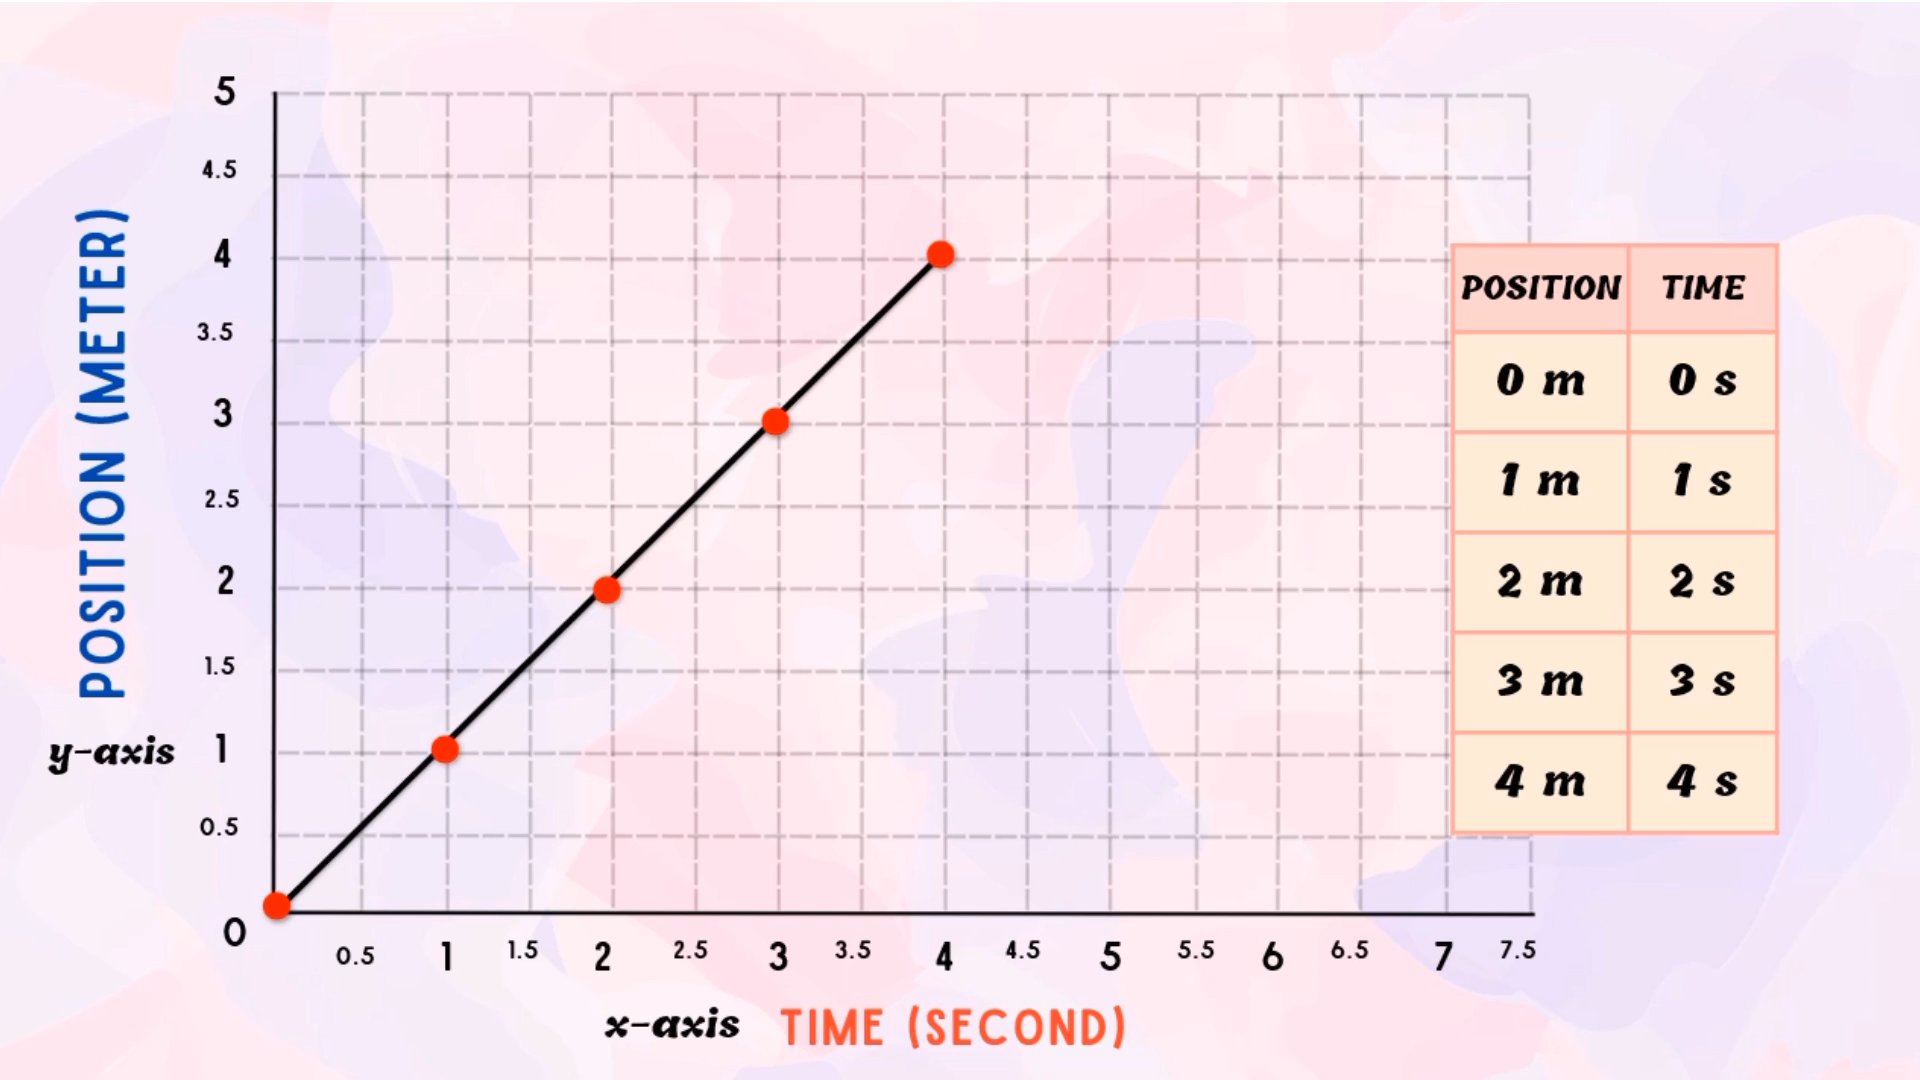 POSITION (METER)
y-axis
5
4.5
4
3.5
3
2.5
2
1.5
1
0.5
0
0.5 1 1.5 2 2.5 3 3.5 4 4.5 5 5.5 6 6.5 7 7.5
x-axis TIME (SECOND)
POSITION TIME
0 m 0 s
1 m 1 s
2 m 2 s
3 m 3 s
4 m 4 s